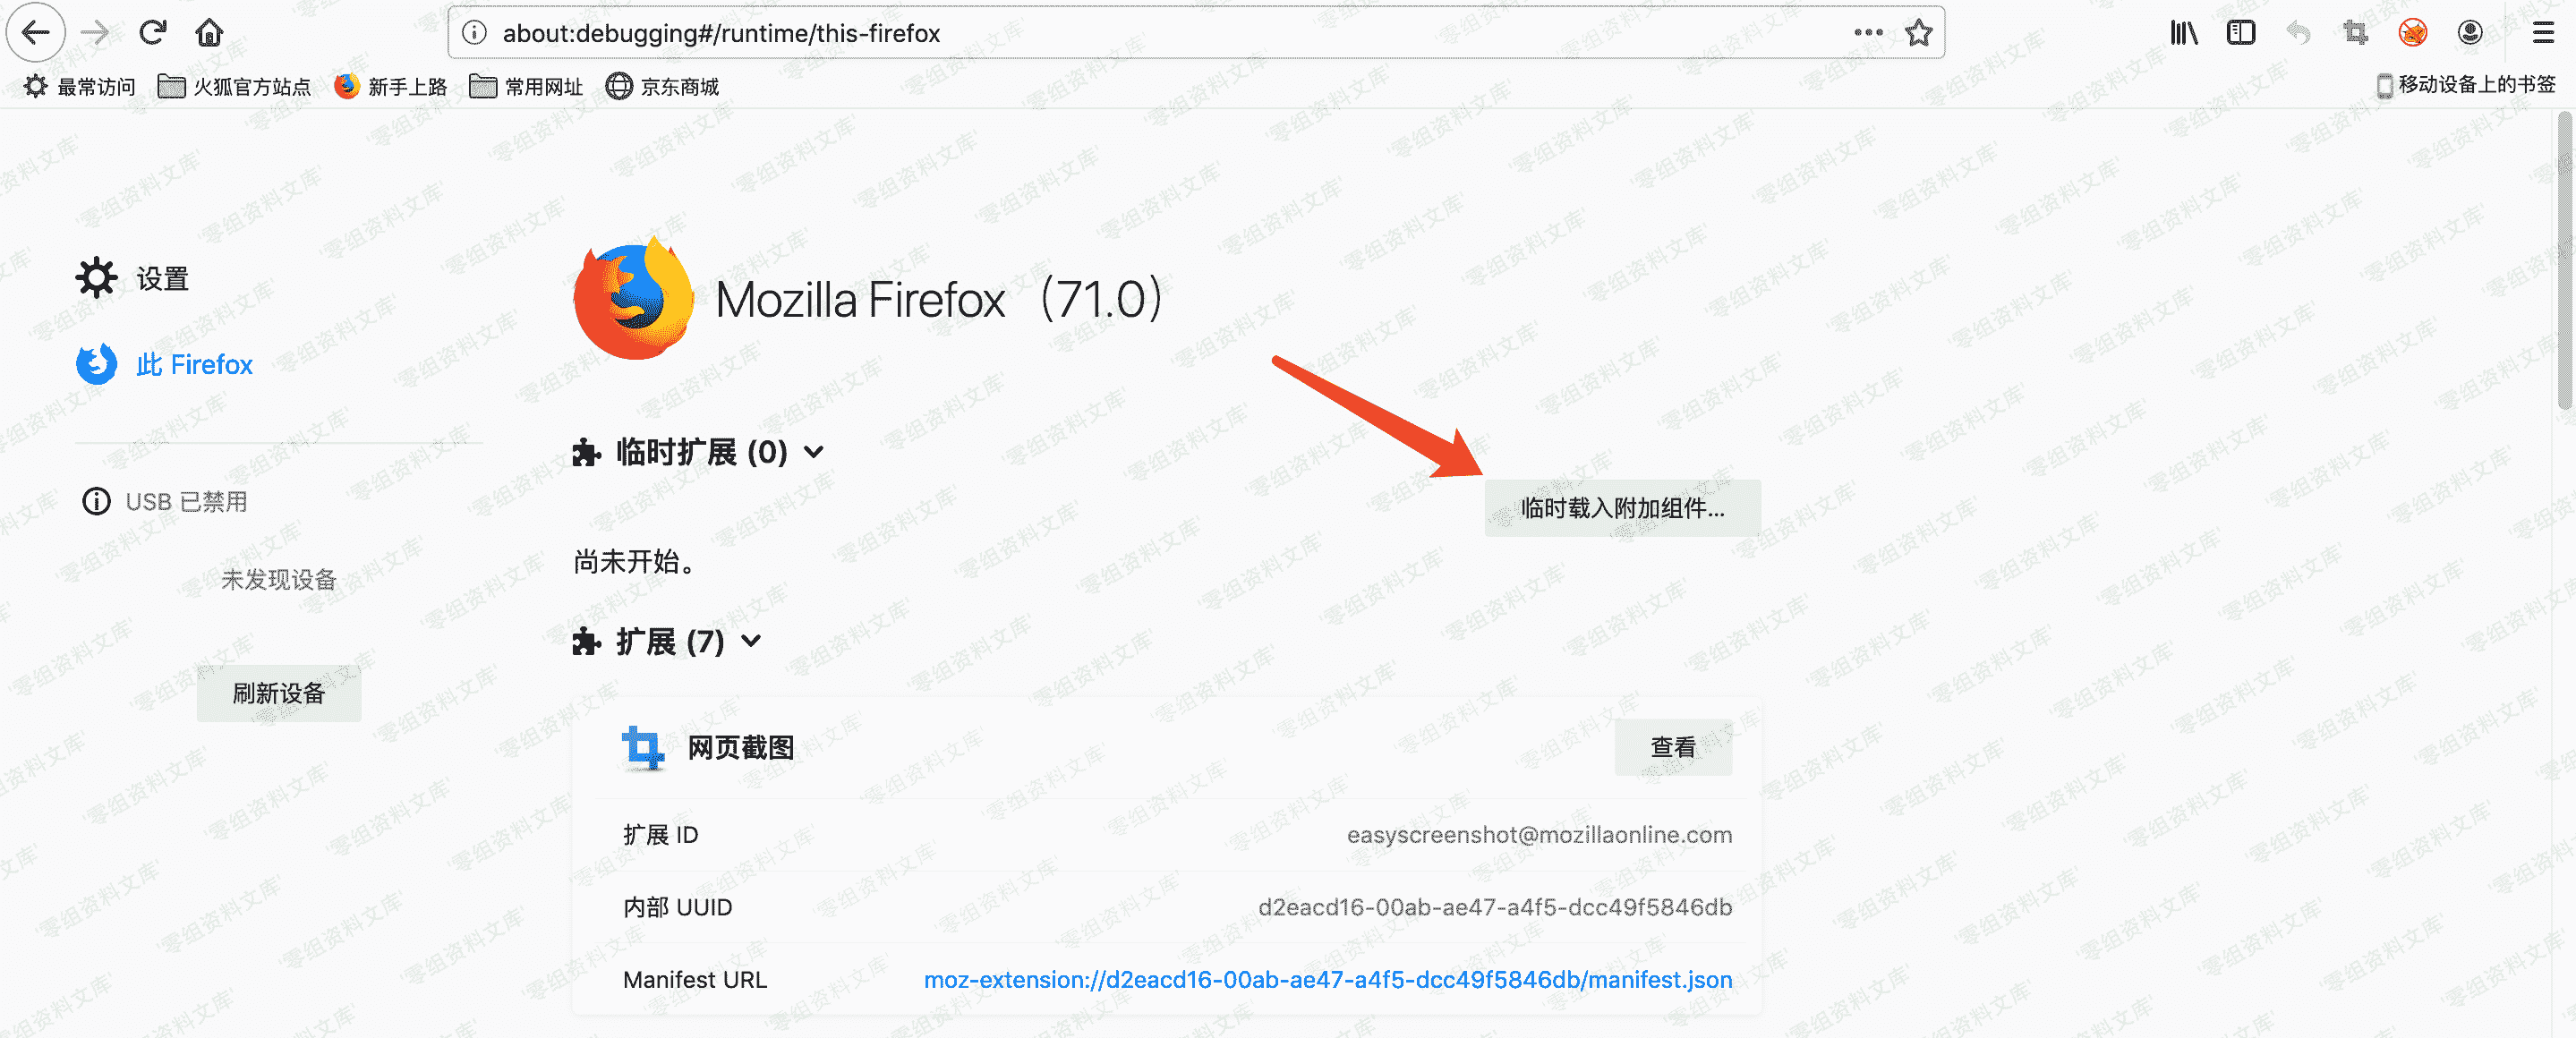 about:debugging#/runtime/this-firefox
最常访问 火狐官方站点 新手上路 常用网址 京东商城 移动设备上的书签
设置
此 Firefox
USB 已禁用
未发现设备
刷新设备
Mozilla Firefox（71.0）
临时扩展 (0)
临时载入附加组件...
尚未开始。
扩展 (7)
网页截图
查看
扩展 ID
easyscreenshot@mozillaonline.com
内部 UUID
d2eacd16-00ab-ae47-a4f5-dcc49f5846db
Manifest URL
moz-extension://d2eacd16-00ab-ae47-a4f5-dcc49f5846db/manifest.json
'零组资料文库'